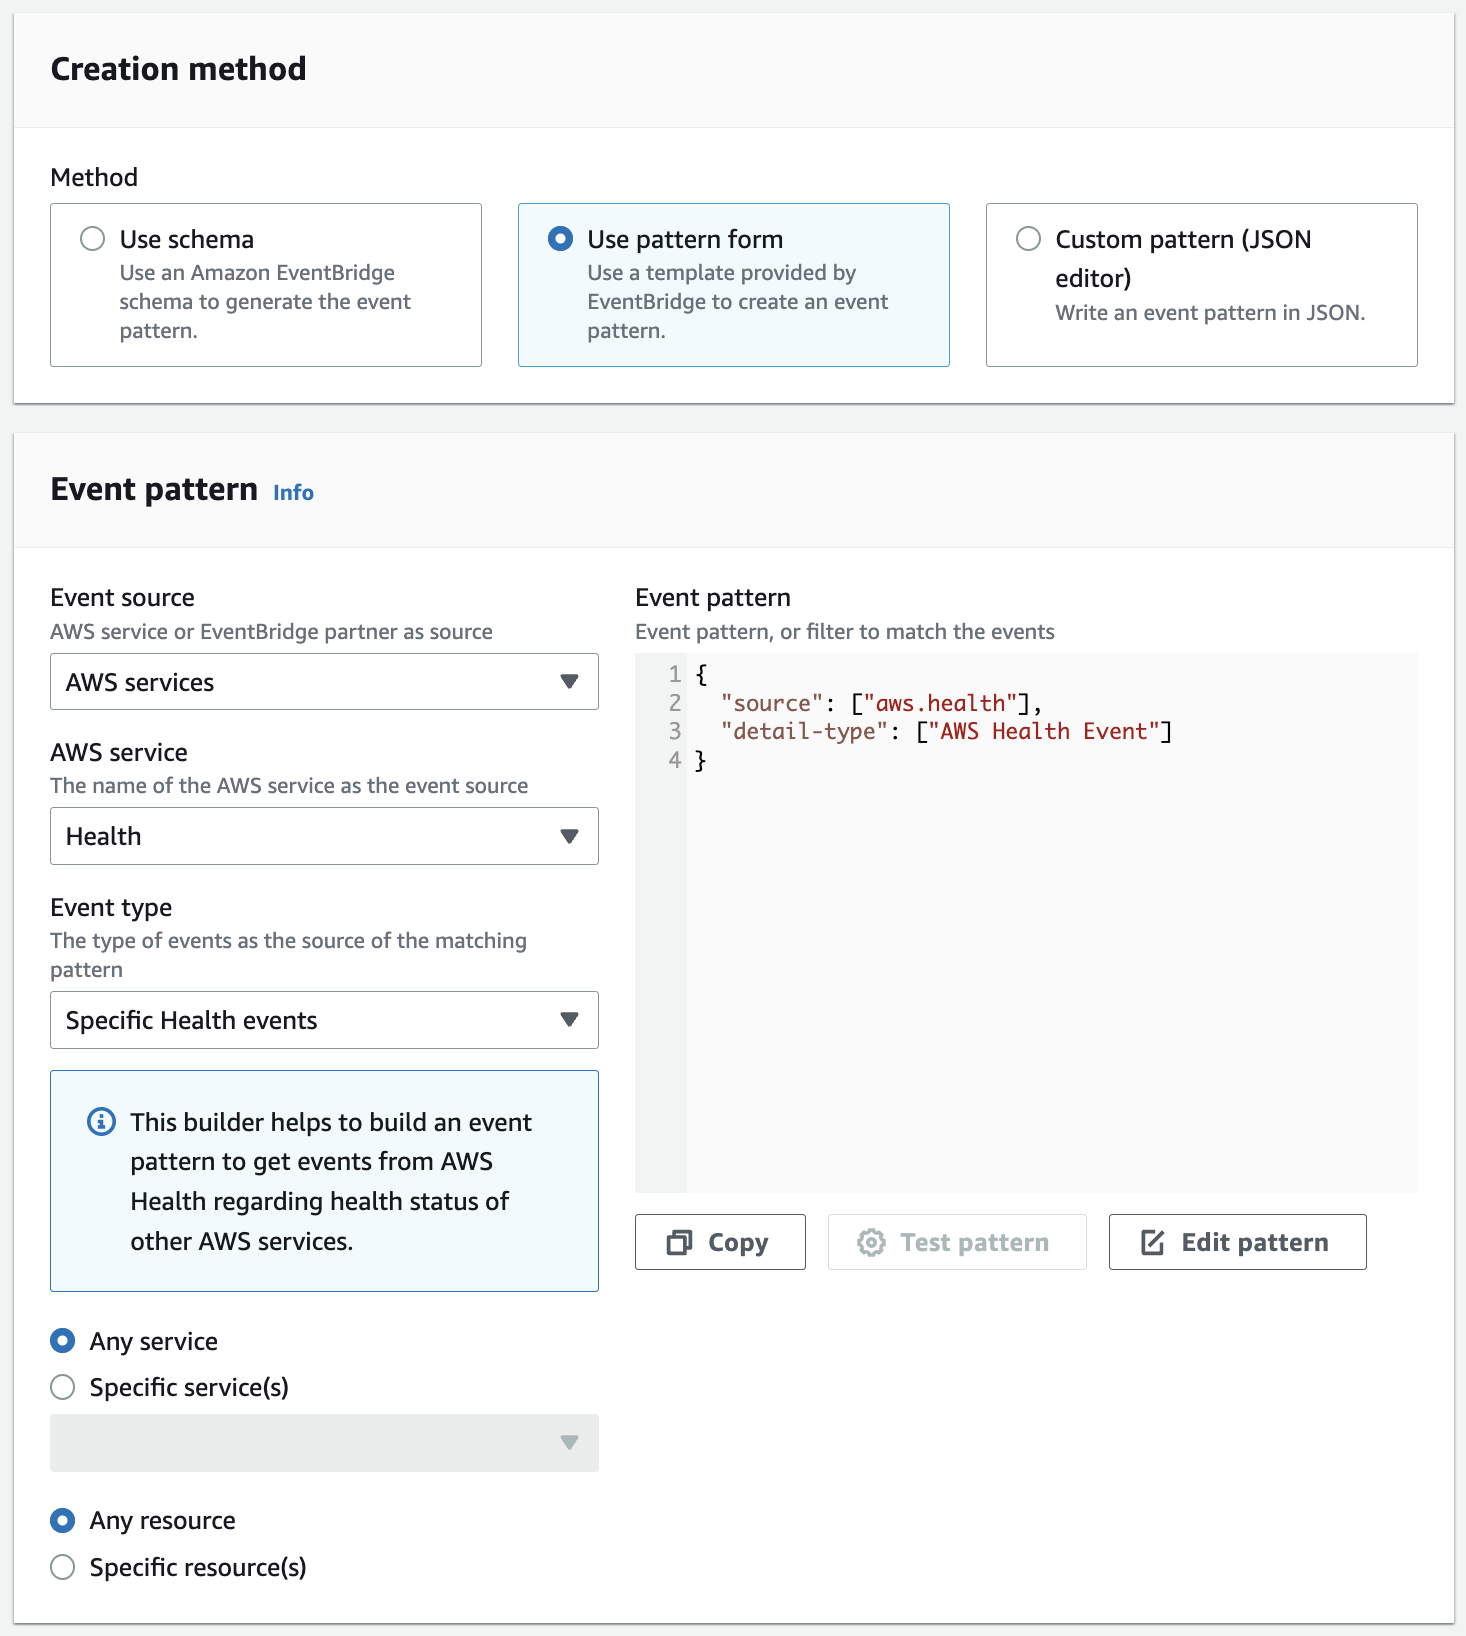 Creation method
Method
Use schema
Use an Amazon EventBridge
schema to generate the event
pattern.
Use pattern form
Use a template provided by
EventBridge to create an event
pattern.
Custom pattern (JSON
editor)
Write an event pattern in JSON.
Event pattern Info
Event source
AWS service or EventBridge partner as source
AWS services
AWS service
The name of the AWS service as the event source
Health
Event type
The type of events as the source of the matching
pattern
Specific Health events
This builder helps to build an event
pattern to get events from AWS
Health regarding health status of
other AWS services.
Any service
Specific service(s)
Any resource
Specific resource(s)
Event pattern
Event pattern, or filter to match the events
1 {
2   "source": ["aws.health"],
3   "detail-type": ["AWS Health Event"]
4 }
Copy
Test pattern
Edit pattern